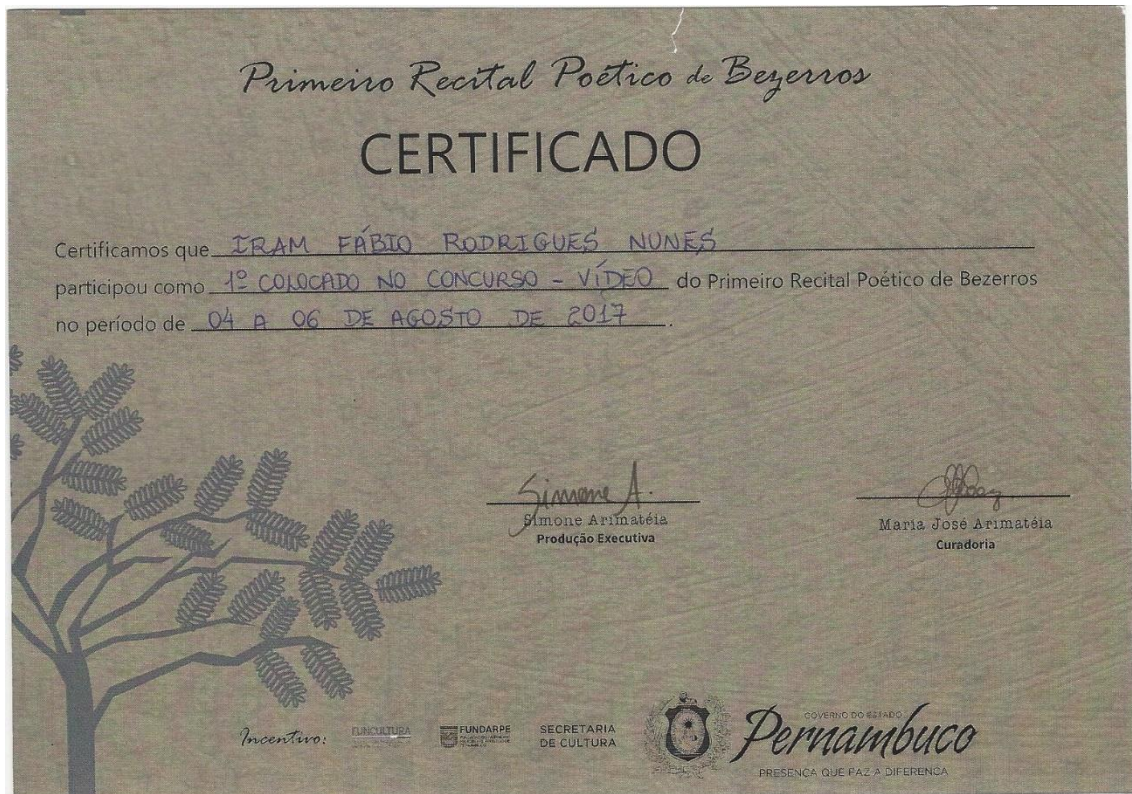 Primeiro Recital Poético de Bezerros
CERTIFICADO
Certificamos que IRAM FÁBIO RODRIGUES NUNES
participou como 1º COLOCADO NO CONCURSO - VÍDEO do Primeiro Recital Poético de Bezerros
no período de 04 A 06 DE AGOSTO DE 2017.
Simone A.
Simone Arimatéia
Produção Executiva
Maria José Arimatéia
Curadoria
Incentivo:
FUNCULTURA
FUNDARPE
SECRETARIA
DE CULTURA
GOVERNO DO ESTADO
Pernambuco
PRESENÇA QUE FAZ A DIFERENÇA